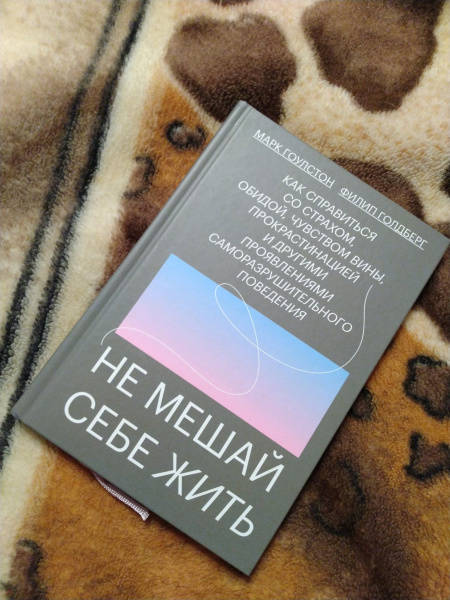 МАРК ГОУЛСТОН ФИЛИП ГОЛДБЕРГ
КАК СПРАВИТЬСЯ
СО СТРАХОМ,
ОБИДОЙ, ЧУВСТВОМ ВИНЫ,
ПРОКРАСТИНАЦИЕЙ
И ДРУГИМИ
ПРОЯВЛЕНИЯМИ
САМОРАЗРУШИТЕЛЬНОГО
ПОВЕДЕНИЯ
НЕ МЕШАЙ
СЕБЕ ЖИТЬ